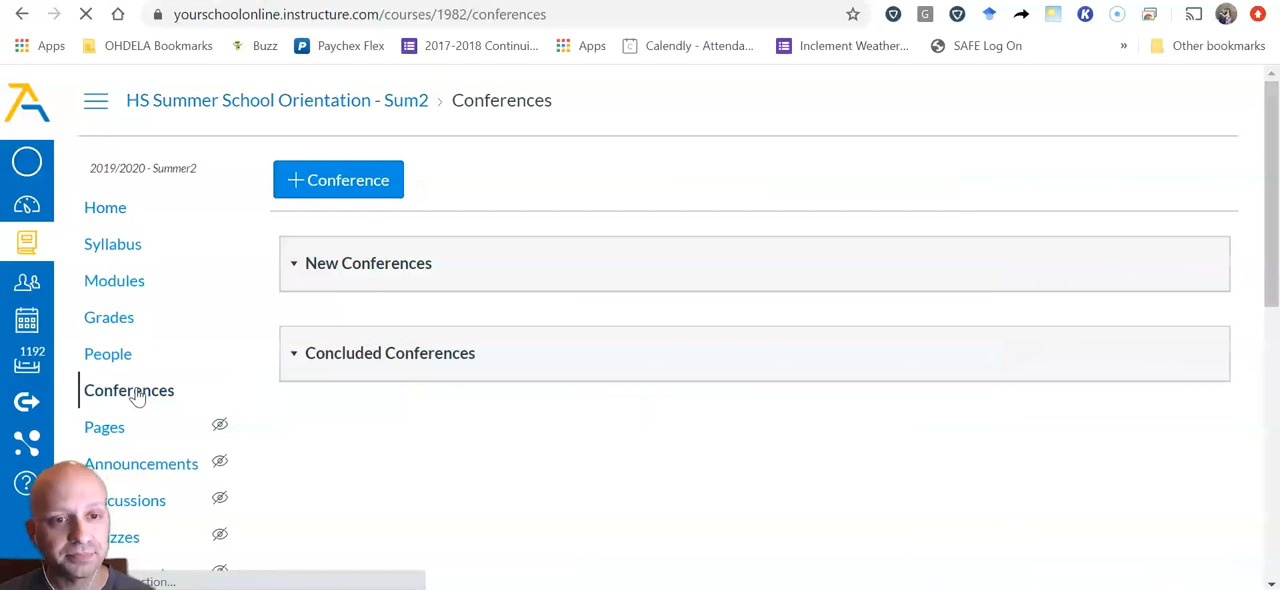 yourschoolonline.instructure.com/courses/1982/conferences
Apps OHDELA Bookmarks Buzz Paychex Flex 2017-2018 Continui... Apps Calendly - Attenda... Inclement Weather... SAFE Log On » Other bookmarks
HS Summer School Orientation - Sum2 › Conferences
2019/2020 - Summer2
+ Conference
Home
New Conferences
Syllabus
Modules
Grades
Concluded Conferences
People
1192
Conferences
Pages
Announcements
cussions
zzes
ction...